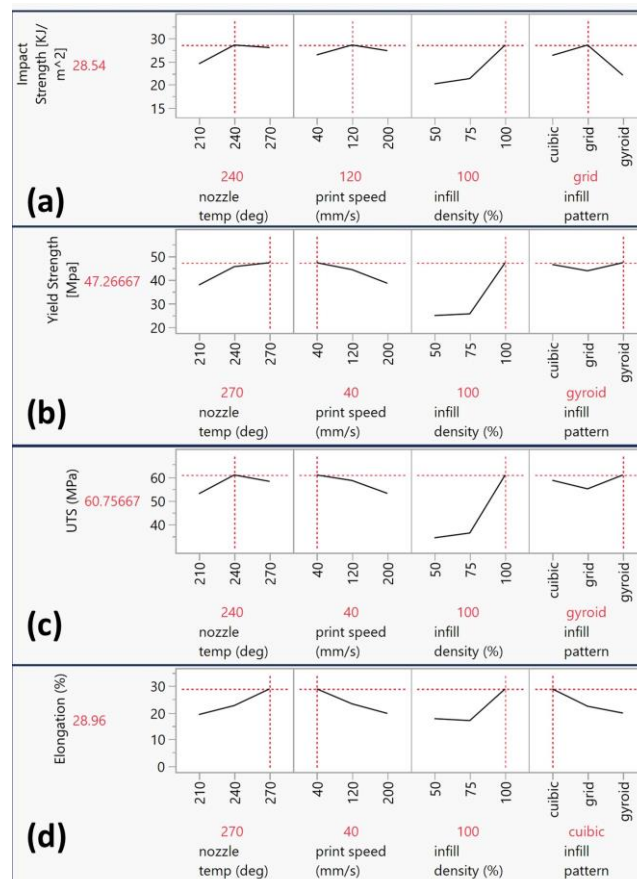 Impact
Strength [KJ/
m^2]
28.54
30
25
20
15
210
240
270
40
120
200
50
75
100
cuibic
grid
gyroid
240
120
100
grid
nozzle
temp (deg)
print speed
(mm/s)
infill
density (%)
infill
pattern
(a)
Yield Strength
[Mpa]
47.26667
50
40
30
20
210
240
270
40
120
200
50
75
100
cuibic
grid
gyroid
270
40
100
gyroid
nozzle
temp (deg)
print speed
(mm/s)
infill
density (%)
infill
pattern
(b)
UTS (MPa)
60.75667
60
50
40
210
240
270
40
120
200
50
75
100
cuibic
grid
gyroid
240
40
100
gyroid
nozzle
temp (deg)
print speed
(mm/s)
infill
density (%)
infill
pattern
(c)
Elongation (%)
28.96
30
20
10
0
210
240
270
40
120
200
50
75
100
cuibic
grid
gyroid
270
40
100
cuibic
nozzle
temp (deg)
print speed
(mm/s)
infill
density (%)
infill
pattern
(d)